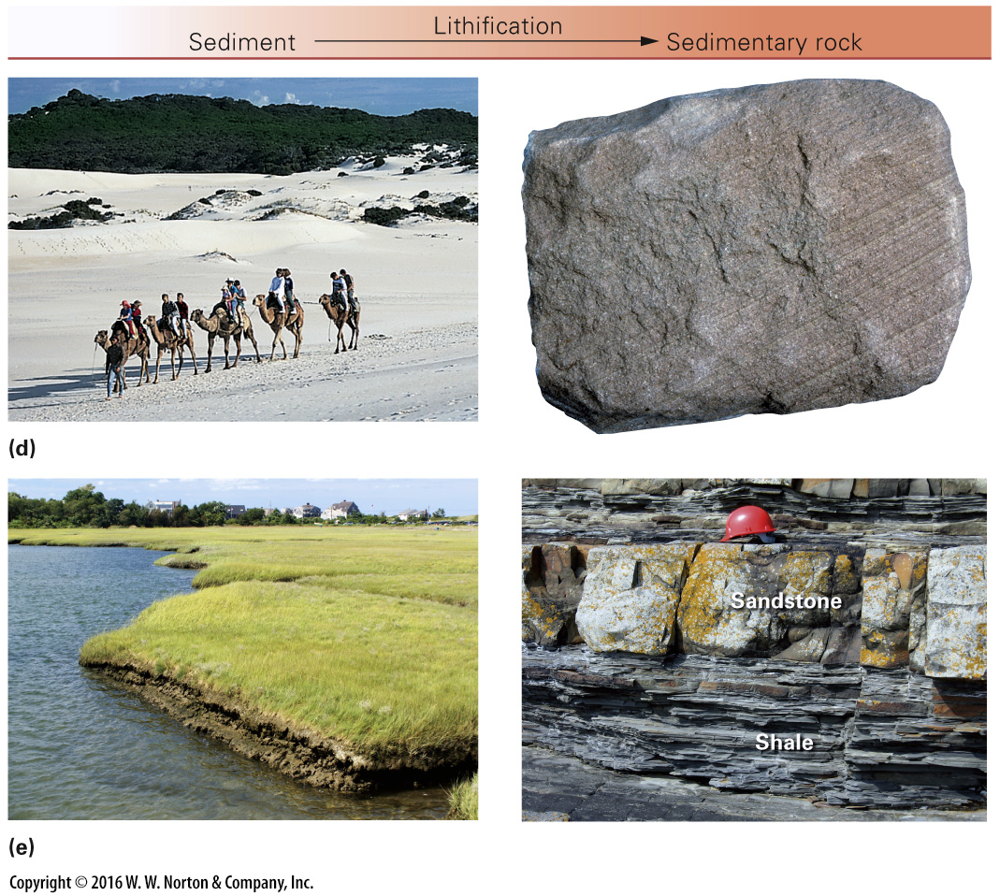 Lithification
Sediment
Sedimentary rock
(d)
Sandstone
Shale
(e)
Copyright © 2016 W. W. Norton & Company, Inc.